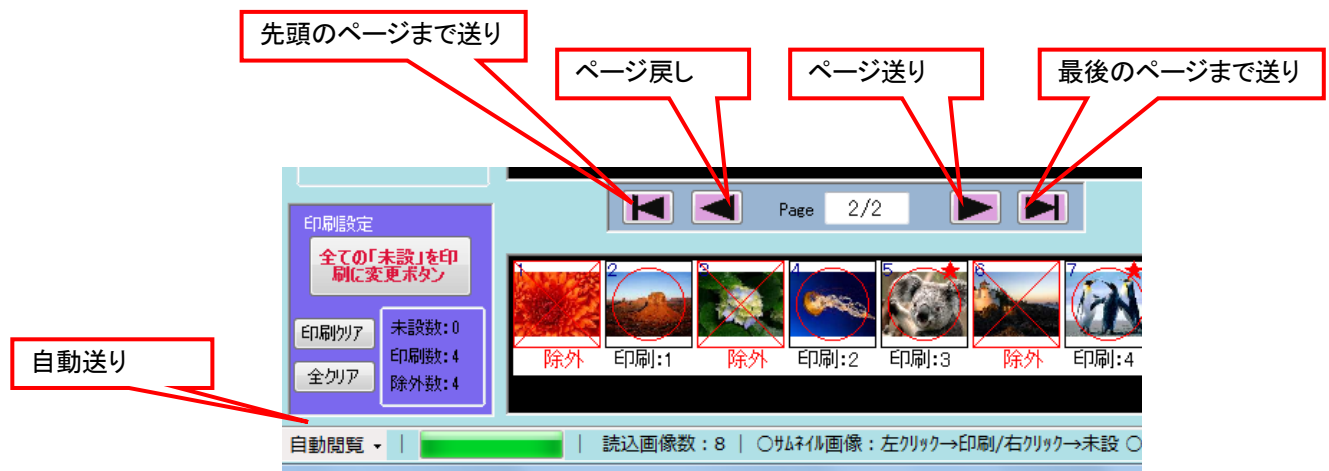 先頭のページまで送り
ページ戻し
ページ送り
最後のページまで送り
Page 2/2
印刷設定
全ての「未設」を印
刷に変更ボタン
印刷ｸﾘｱ
全クリア
未設数:0
印刷数:4
除外数:4
1 2 3 4 5 6 7
除外 印刷:1 除外 印刷:2 印刷:3 除外 印刷:4
自動送り
自動閲覧 | | 読込画像数：8 | ○ｻﾑﾈｲﾙ画像：左ｸﾘｯｸ→印刷/右ｸﾘｯｸ→未設 ○